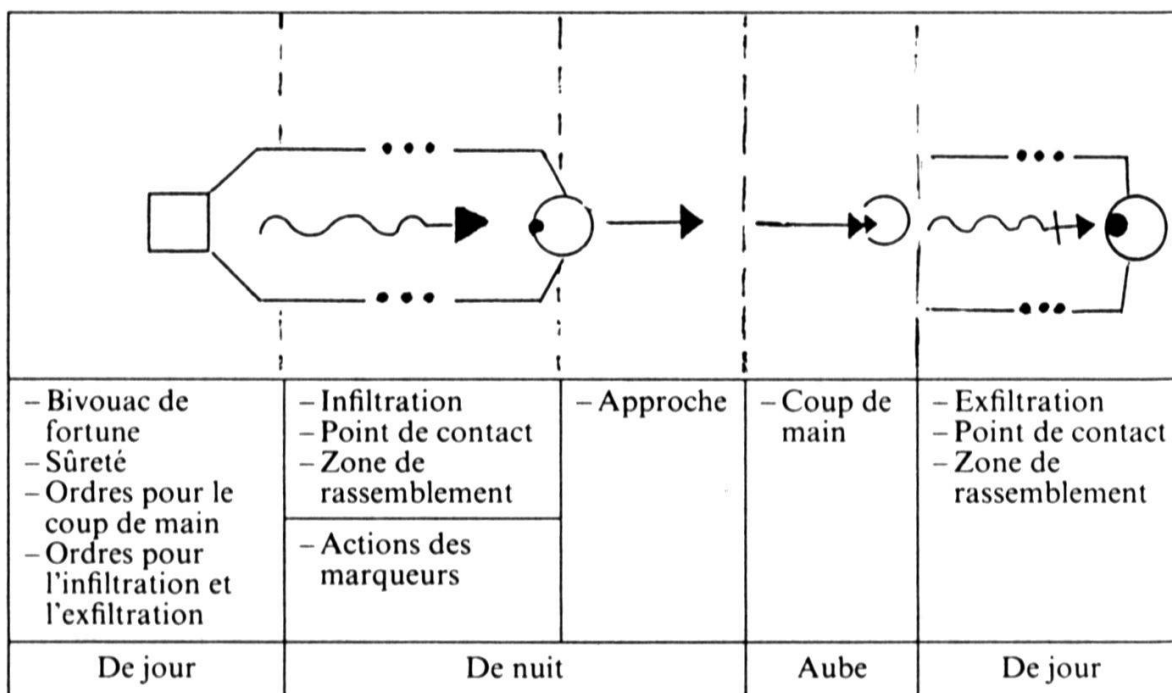 – Bivouac de
fortune
– Sûreté
– Ordres pour le
coup de main
– Ordres pour
l'infiltration et
l'exfiltration
– Infiltration
– Point de contact
– Zone de
rassemblement
– Actions des
marqueurs
– Approche
– Coup de
main
– Exfiltration
– Point de contact
– Zone de
rassemblement
De jour
De nuit
Aube
De jour